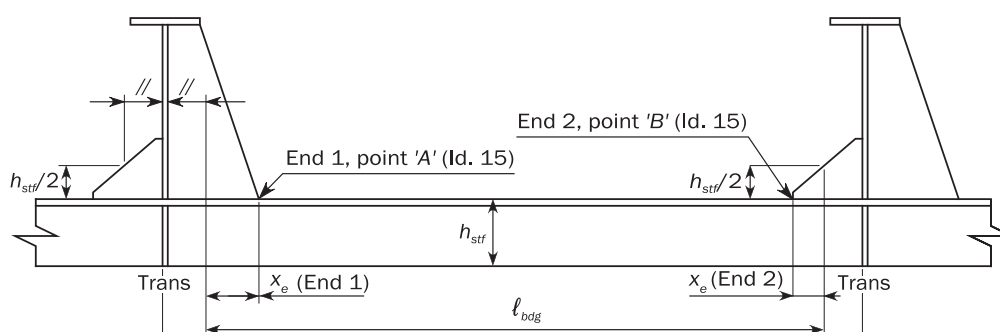 // //
End 1, point 'A' (Id. 15)
End 2, point 'B' (Id. 15)
h_stf/2
h_stf/2
h_stf
Trans
x_e (End 1)
x_e (End 2)
Trans
ℓ_bdg